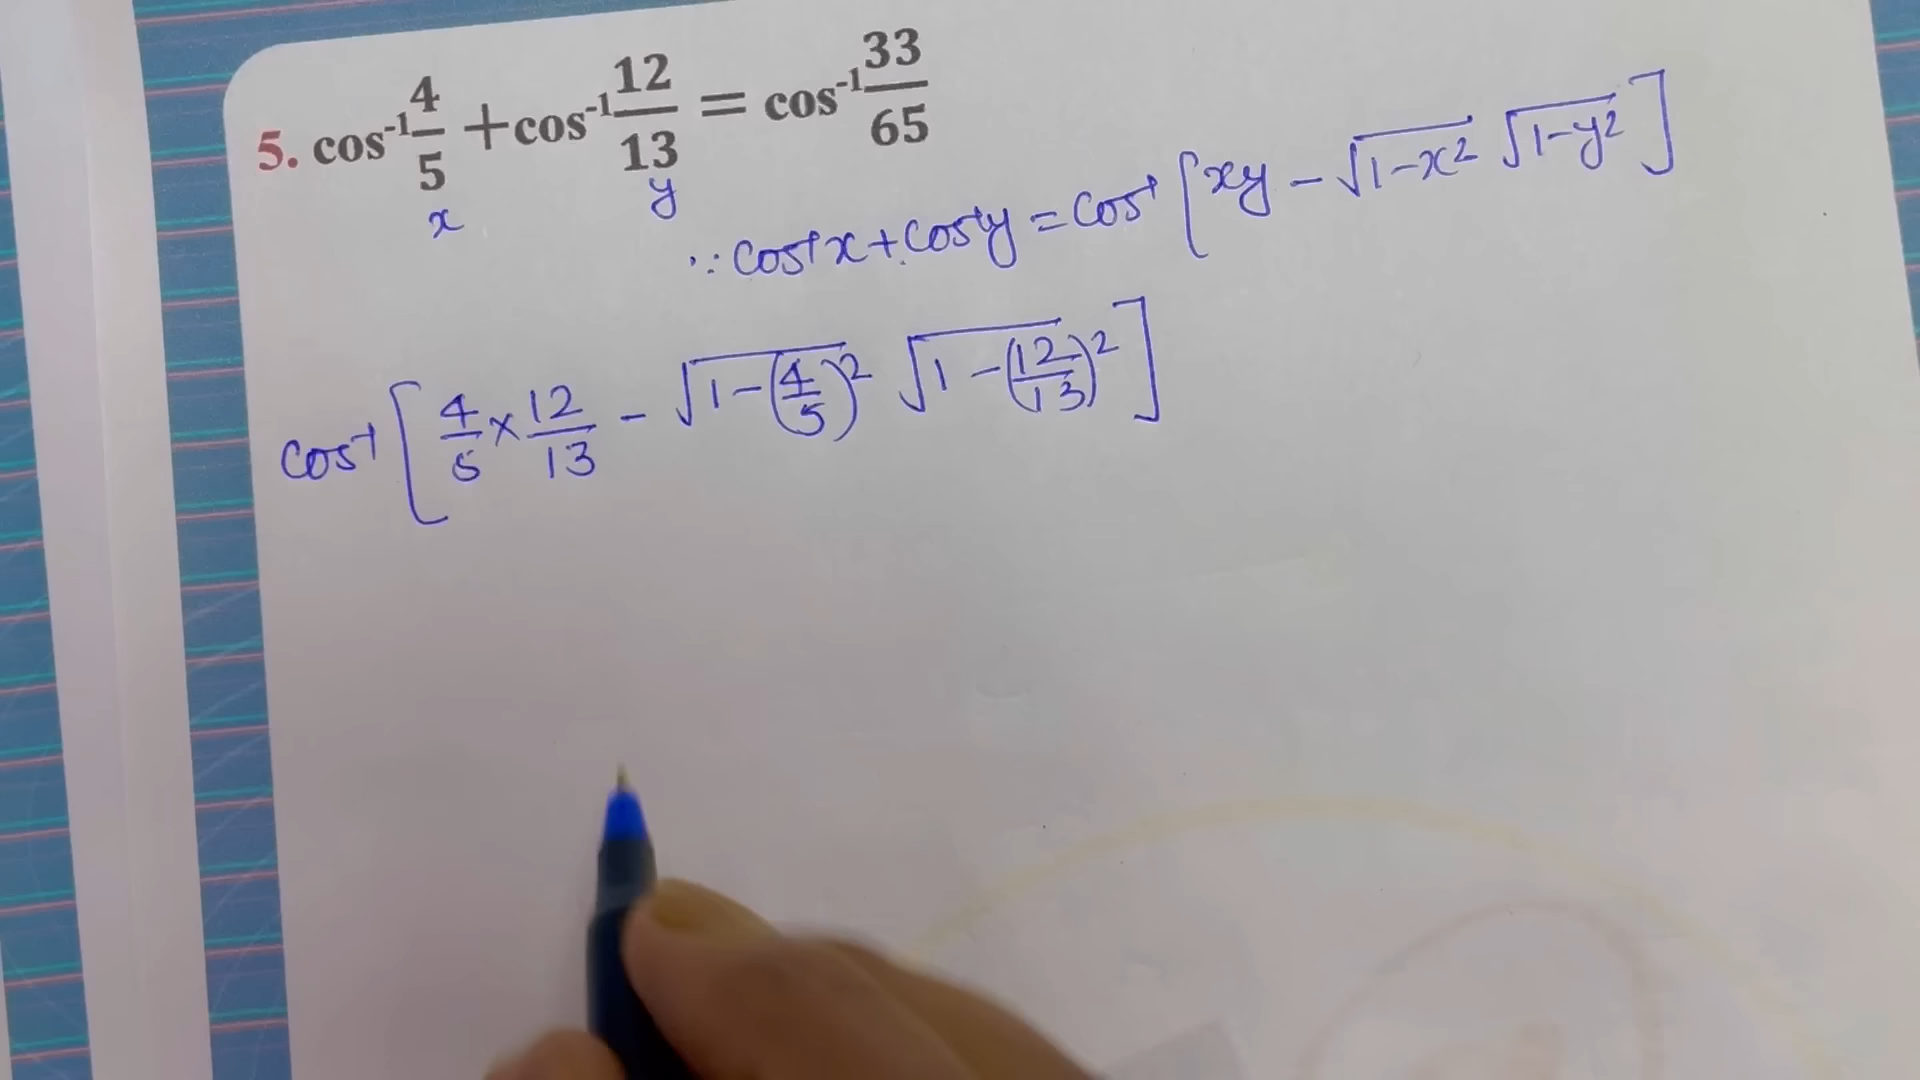 5. cos⁻¹ 4/5 + cos⁻¹ 12/13 = cos⁻¹ 33/65
x y
∵ cos⁻¹x + cos⁻¹y = cos⁻¹ [xy − √1−x² √1−y²]
cos⁻¹ [4/5 × 12/13 − √1−(4/5)² √1−(12/13)²]